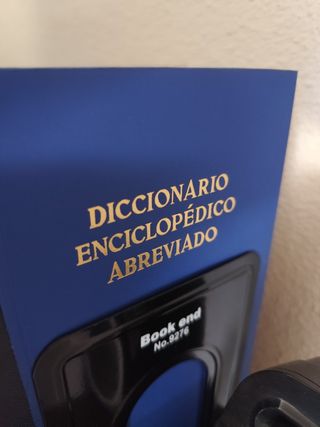 DICCIONARIO
ENCICLOPÉDICO
ABREVIADO
Book end
No.9276